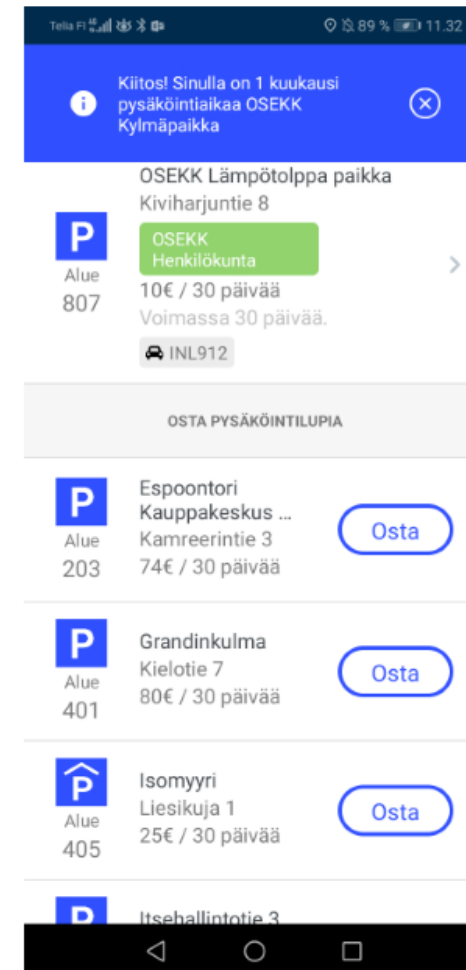 Telia FI 89 % 11.32
Kiitos! Sinulla on 1 kuukausi
pysäköintiaikaa OSEKK
Kylmäpaikka
OSEKK Lämpötolppa paikka
Kiviharjuntie 8
P
OSEKK
Henkilökunta
Alue
807
10€ / 30 päivää
Voimassa 30 päivää.
INL912
OSTA PYSÄKÖINTILUPIA
P
Alue
203
Espoontori
Kauppakeskus ...
Kamreerintie 3
74€ / 30 päivää
Osta
P
Alue
401
Grandinkulma
Kielotie 7
80€ / 30 päivää
Osta
P
Alue
405
Isomyyri
Liesikuja 1
25€ / 30 päivää
Osta
P
Itsehallintotie 3